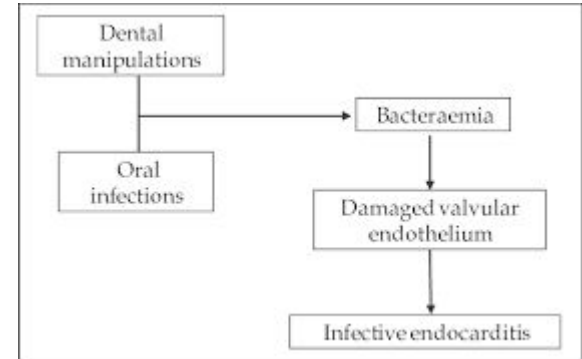 Dental
manipulations
Bacteraemia
Oral
infections
Damaged valvular
endothelium
Infective endocarditis